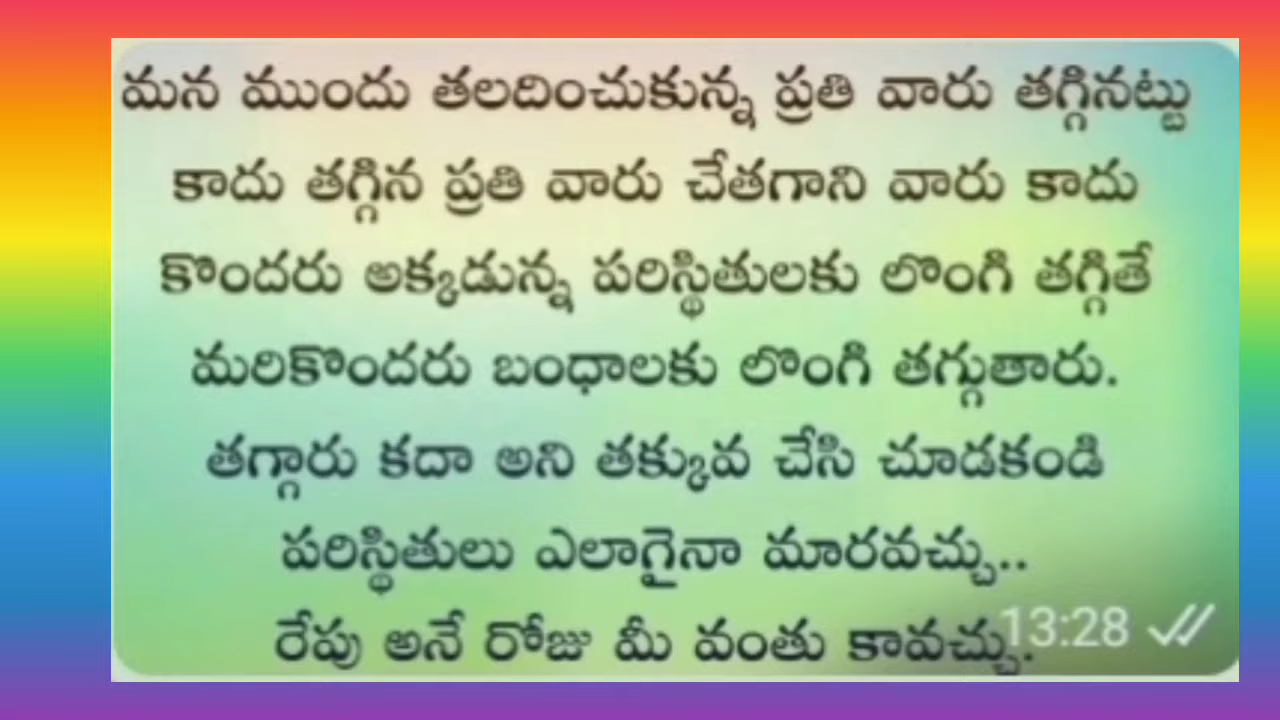 మన ముందు తలదించుకున్న ప్రతి వారు తగ్గినట్టు
కాదు తగ్గిన ప్రతి వారు చేతగాని వారు కాదు
కొందరు అక్కడున్న పరిస్థితులకు లొంగి తగ్గితే
మరికొందరు బంధాలకు లొంగి తగ్గుతారు.
తగ్గారు కదా అని తక్కువ చేసి చూడకండి
పరిస్థితులు ఎలాగైనా మారవచ్చు..
రేపు అనే రోజు మీ వంతు కావచ్చు.
13:28